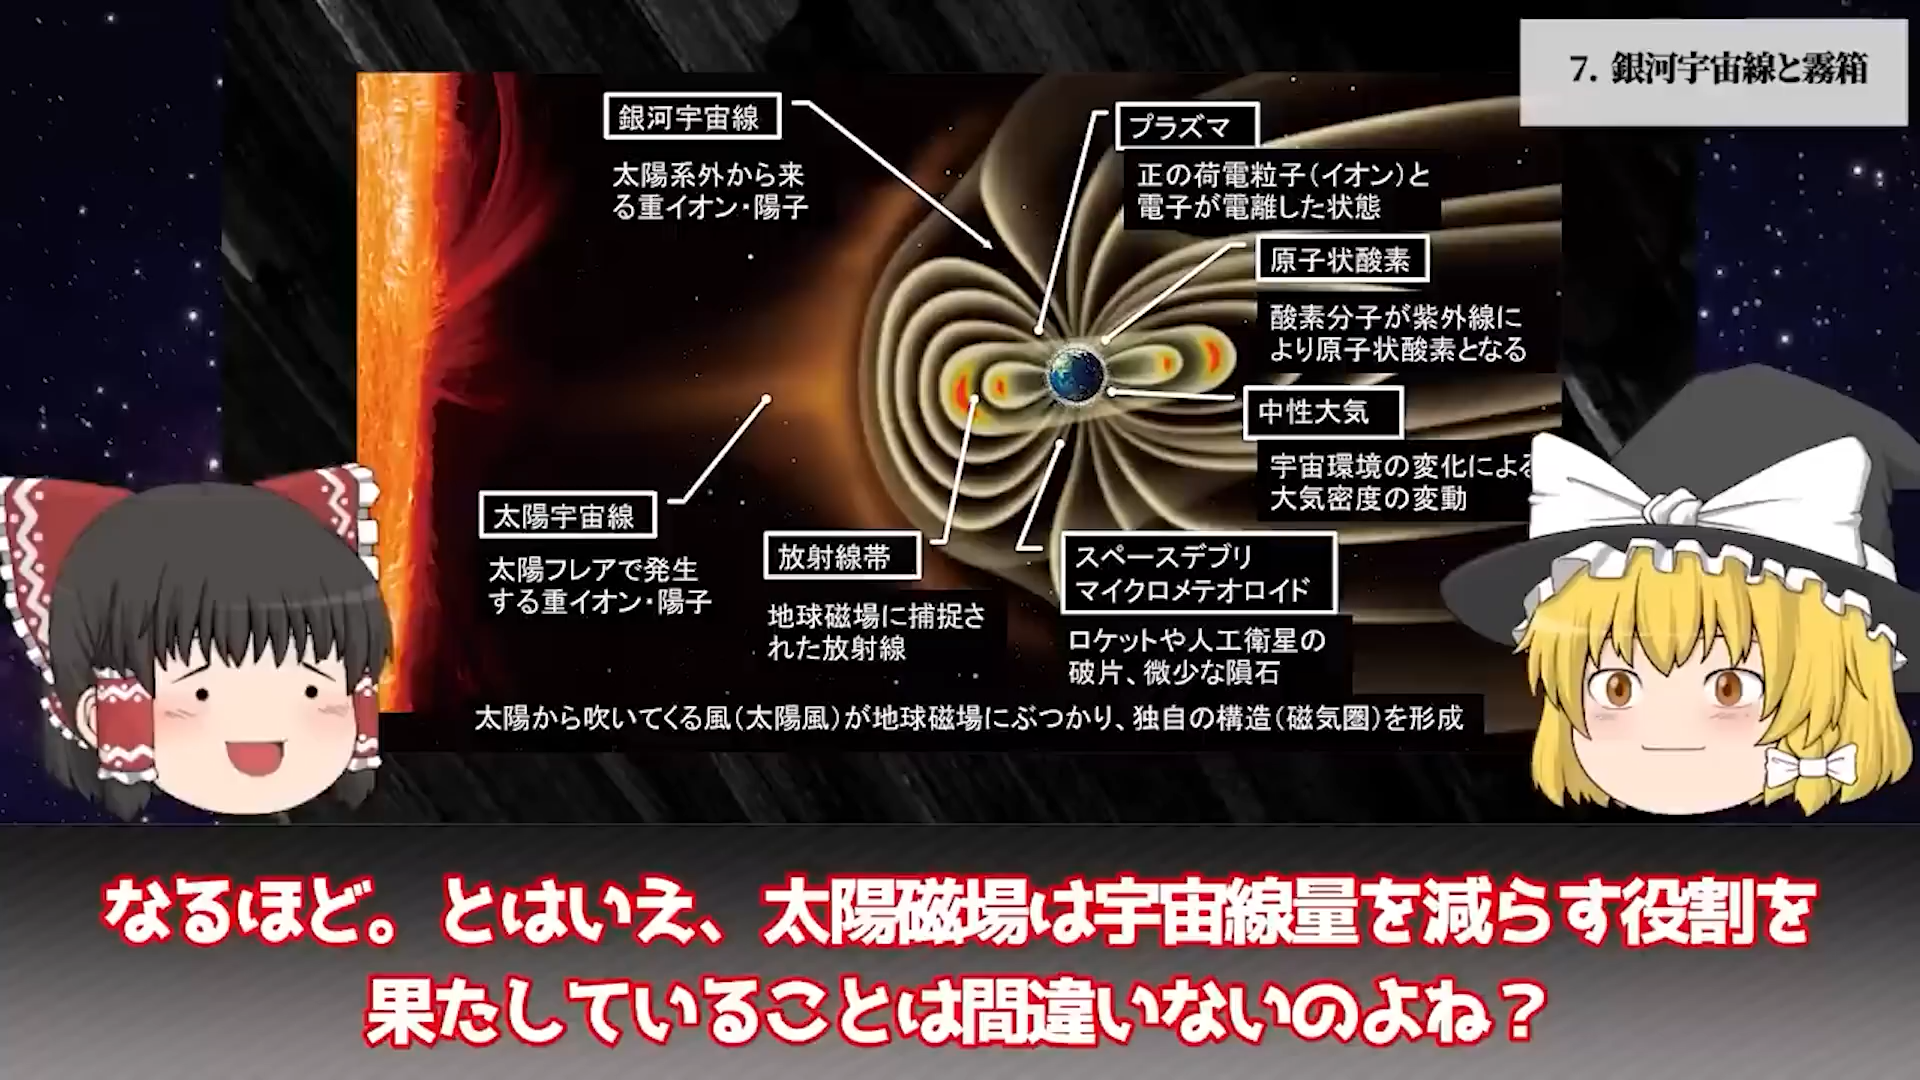 7. 銀河宇宙線と霧箱
銀河宇宙線
太陽系外から来
る重イオン・陽子
プラズマ
正の荷電粒子(イオン)と
電子が電離した状態
原子状酸素
酸素分子が紫外線に
より原子状酸素となる
中性大気
宇宙環境の変化による
大気密度の変動
太陽宇宙線
太陽フレアで発生
する重イオン・陽子
放射線帯
地球磁場に捕捉さ
れた放射線
スペースデブリ
マイクロメテオロイド
ロケットや人工衛星の
破片、微少な隕石
太陽から吹いてくる風(太陽風)が地球磁場にぶつかり、独自の構造(磁気圏)を形成
なるほど。とはいえ、太陽磁場は宇宙線量を減らす役割を
果たしていることは間違いないのよね?